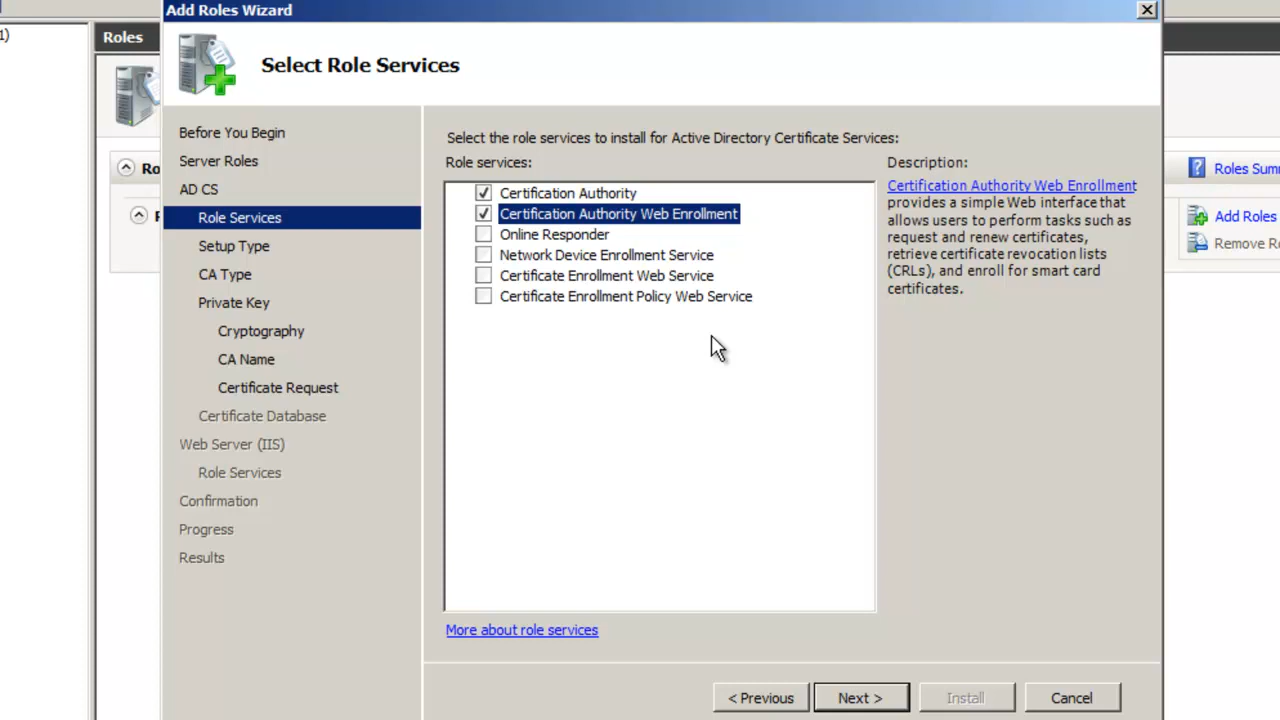 Add Roles Wizard
1)
Roles
Select Role Services
Before You Begin
Server Roles
AD CS
Role Services
Setup Type
CA Type
Private Key
Cryptography
CA Name
Certificate Request
Certificate Database
Web Server (IIS)
Role Services
Confirmation
Progress
Results
Select the role services to install for Active Directory Certificate Services:
Role services:
Certification Authority
Certification Authority Web Enrollment
Online Responder
Network Device Enrollment Service
Certificate Enrollment Web Service
Certificate Enrollment Policy Web Service
More about role services
Description:
Certification Authority Web Enrollment
provides a simple Web interface that
allows users to perform tasks such as
request and renew certificates,
retrieve certificate revocation lists
(CRLs), and enroll for smart card
certificates.
< Previous
Next >
Install
Cancel
Ro
Roles Sum
Add Roles
Remove Ro